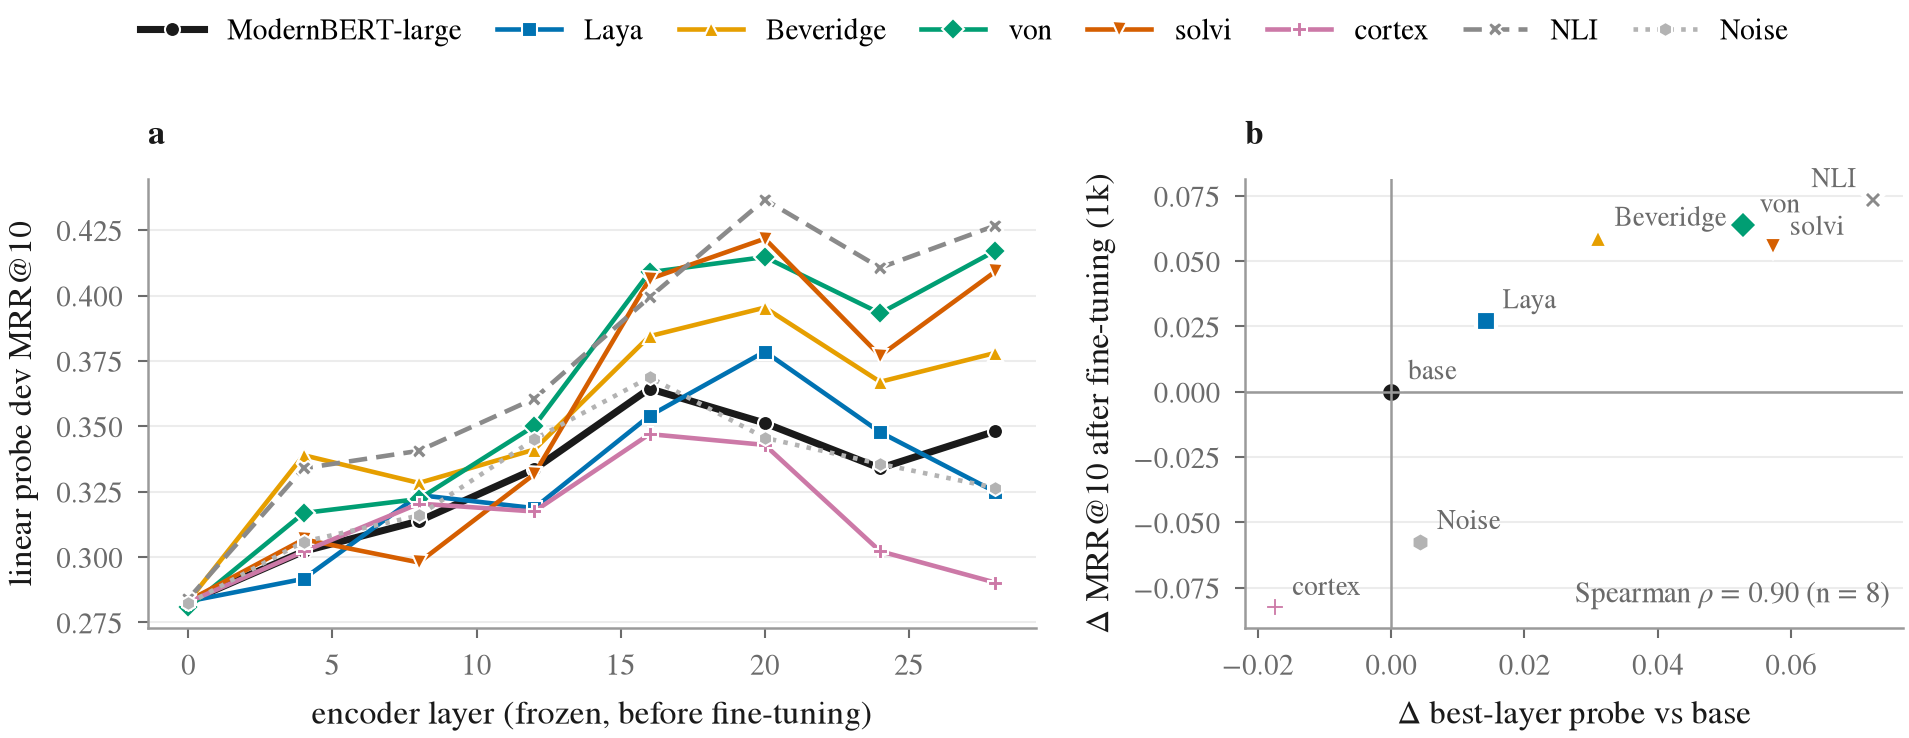 ModernBERT-large Laya Beveridge von solvi cortex NLI Noise
a
linear probe dev MRR@10
0.425
0.400
0.375
0.350
0.325
0.300
0.275
0 5 10 15 20 25
encoder layer (frozen, before fine-tuning)
b
Δ MRR@10 after fine-tuning (1k)
0.075
0.050
0.025
0.000
−0.025
−0.050
−0.075
NLI
von
Beveridge
solvi
Laya
base
Noise
cortex
Spearman ρ = 0.90 (n = 8)
−0.02 0.00 0.02 0.04 0.06
Δ best-layer probe vs base